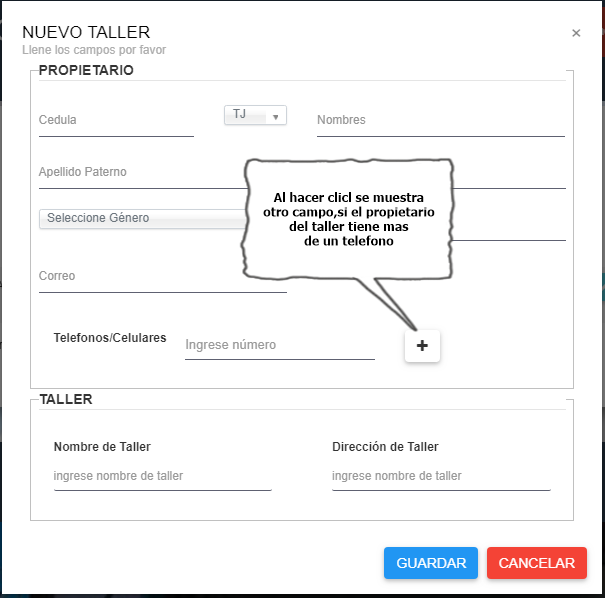 NUEVO TALLER
×
Llene los campos por favor
PROPIETARIO
Cedula
TJ
Nombres
Apellido Paterno
Al hacer clicl se muestra
otro campo,si el propietario
del taller tiene mas
de un telefono
Seleccione Género
Correo
Telefonos/Celulares
Ingrese número
+
TALLER
Nombre de Taller
Dirección de Taller
ingrese nombre de taller
ingrese nombre de taller
GUARDAR
CANCELAR